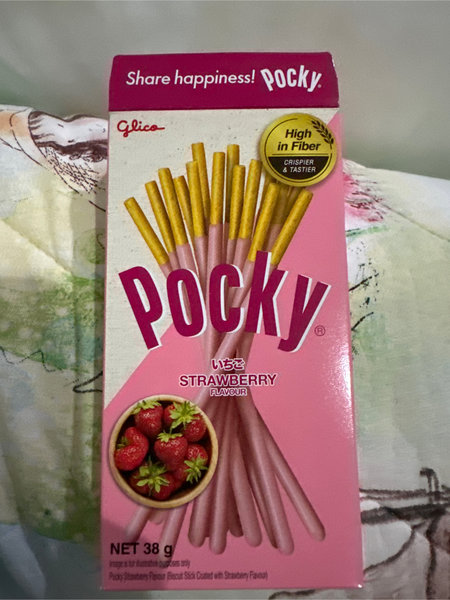 Share happiness! Pocky®
Glico
High
in Fiber
CRISPIER
& TASTIER
Pocky®
いちご
STRAWBERRY
FLAVOUR
NET 38 g
Image is for illustrative purposes only
Pocky Strawberry Flavour (Biscuit Stick Coated with Strawberry Flavour)